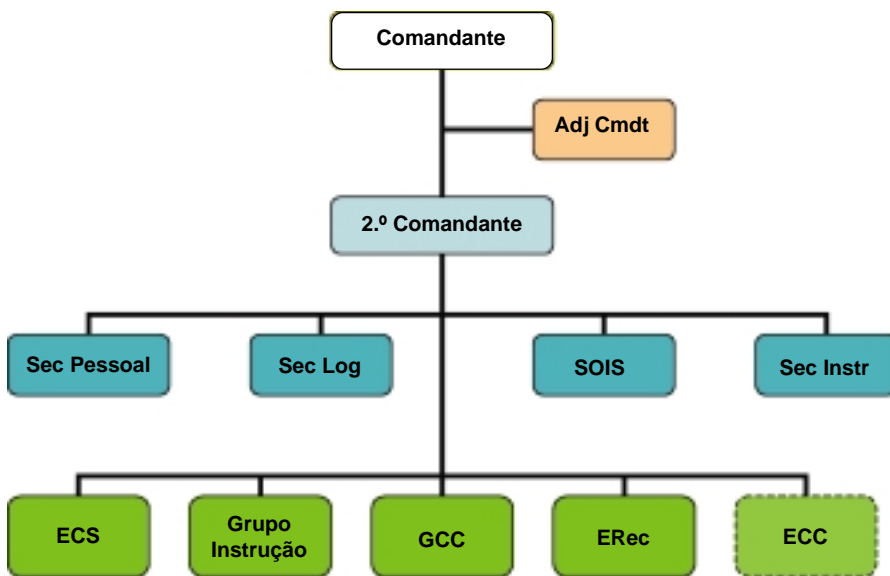 Comandante
Adj Cmdt
2.º Comandante
Sec Pessoal
Sec Log
SOIS
Sec Instr
ECS
Grupo
Instrução
GCC
ERec
ECC